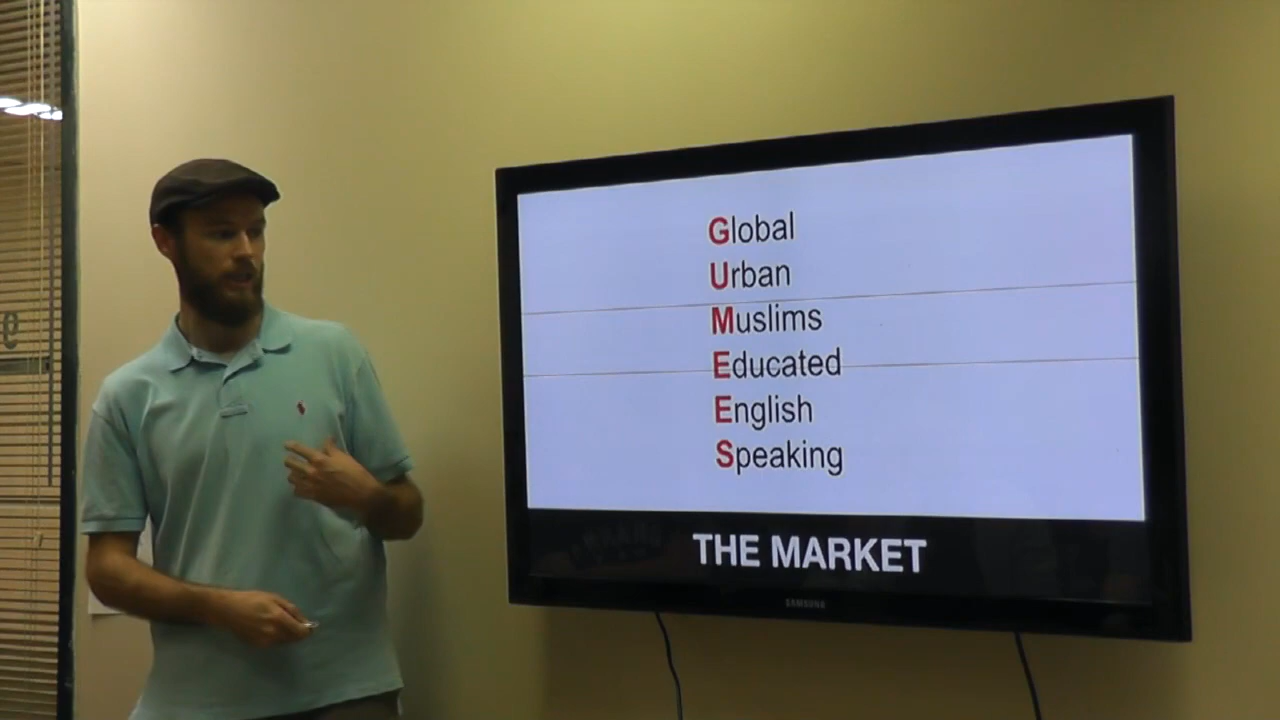 Global
Urban
Muslims
Educated
English
Speaking
THE MARKET
SAMSUNG